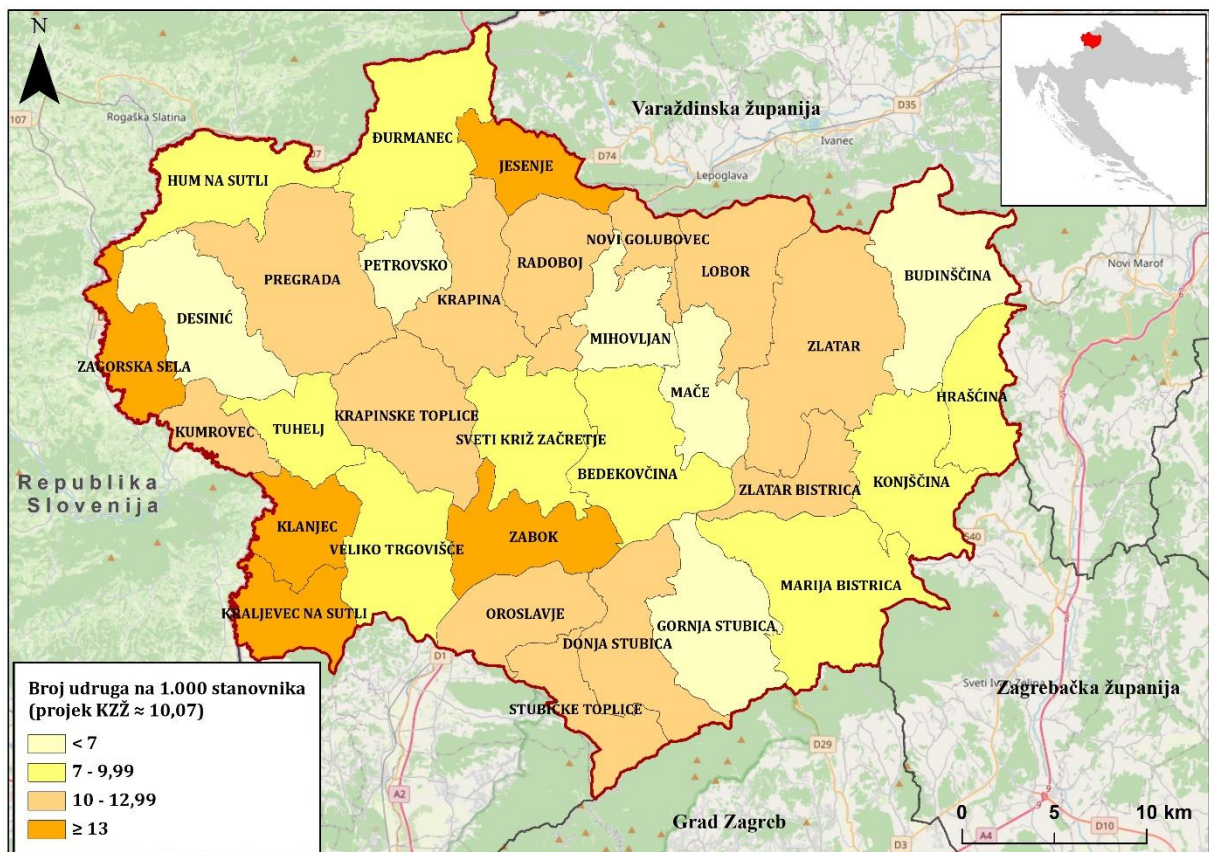 N
Varaždinska županija
D35
107
Rogaška Slatina
Ivanec
ĐURMANEC
JESENJE
D74
Lepoglava
HUM NA SUTLI
NOVI GOLUBOVEC
PETROVSKO
RADOBOJ
LOBOR
BUDINŠČINA
Novi Marof
PREGRADA
KRAPINA
DESINIĆ
MIHOVLJAN
ZLATAR
ZAGORSKA SELA
MAČE
HRAŠĆINA
KRAPINSKE TOPLICE
KUMROVEC
TUHELJ
SVETI KRIŽ ZAČRETJE
BEDEKOVČINA
KONJŠČINA
ZLATAR BISTRICA
Republika
Slovenija
KLANJEC
ZABOK
VELIKO TRGOVIŠČE
MARIJA BISTRICA
KRALJEVEC NA SUTLI
OROSLAVJE
GORNJA STUBICA
DONJA STUBICA
D1
Sveti Ivan Zelina
Zagrebačka županija
STUBIČKE TOPLICE
D29
A2
Grad Zagreb
D3
A4
D10
Broj udruga na 1.000 stanovnika
(projek KZŽ ≈ 10,07)
< 7
7 - 9,99
10 - 12,99
≥ 13
0 5 10 km